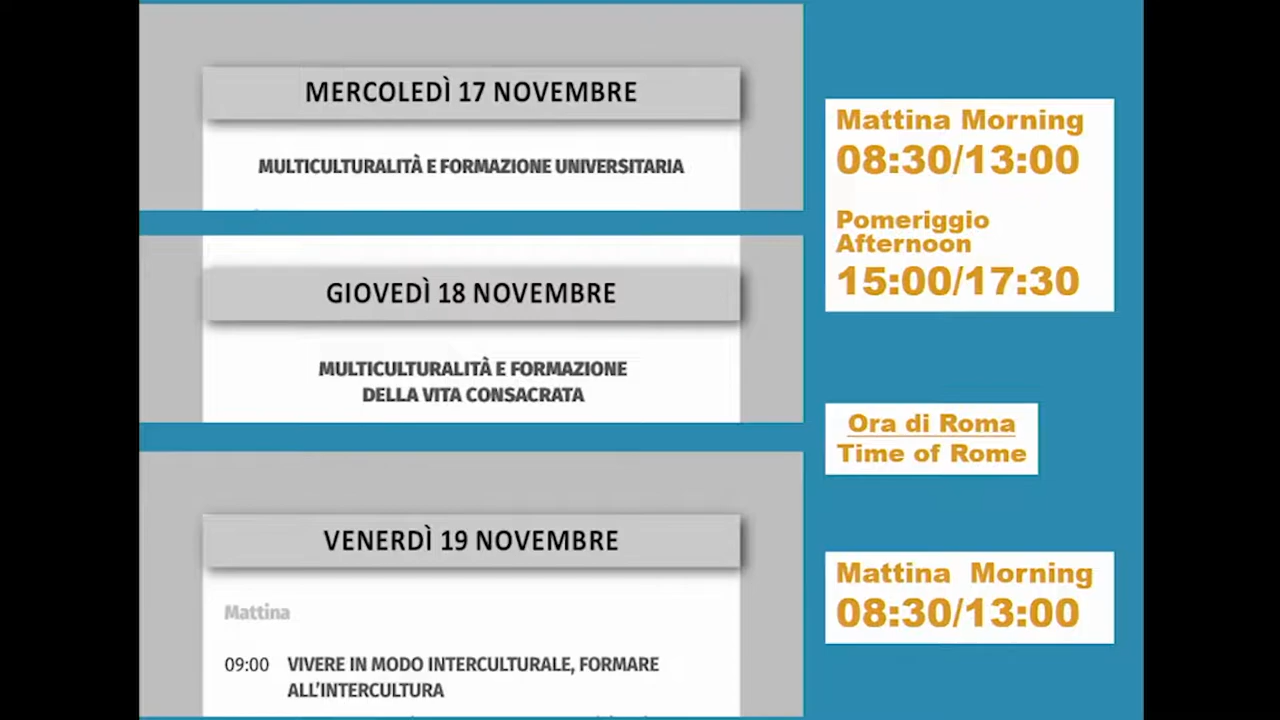 MERCOLEDÌ 17 NOVEMBRE
MULTICULTURALITÀ E FORMAZIONE UNIVERSITARIA
GIOVEDÌ 18 NOVEMBRE
MULTICULTURALITÀ E FORMAZIONE
DELLA VITA CONSACRATA
VENERDÌ 19 NOVEMBRE
Mattina
09:00 VIVERE IN MODO INTERCULTURALE, FORMARE
ALL'INTERCULTURA
Mattina Morning
08:30/13:00
Pomeriggio
Afternoon
15:00/17:30
Ora di Roma
Time of Rome
Mattina Morning
08:30/13:00